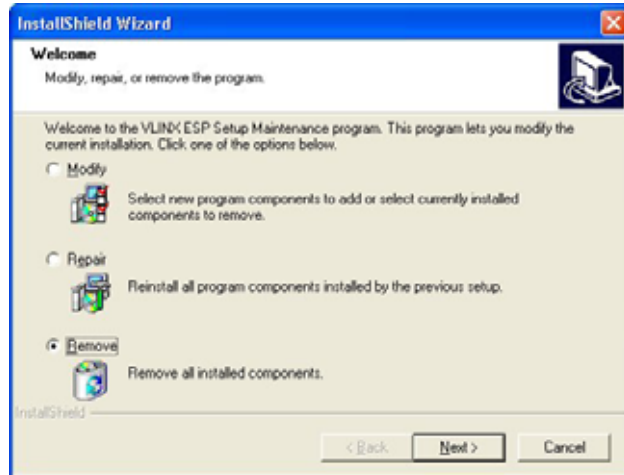 InstallShield Wizard
Welcome
Modify, repair, or remove the program.
Welcome to the VLINX ESP Setup Maintenance program. This program lets you modify the
current installation. Click one of the options below.
Modify
Select new program components to add or select currently installed
components to remove.
Repair
Reinstall all program components installed by the previous setup.
Remove
Remove all installed components.
InstallShield
< Back
Next >
Cancel